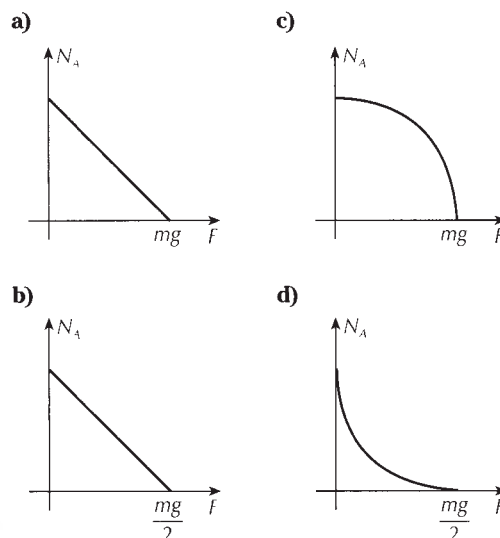 a)
N_A
mg F
c)
N_A
mg F
b)
N_A
mg/2 F
d)
N_A
mg/2 F